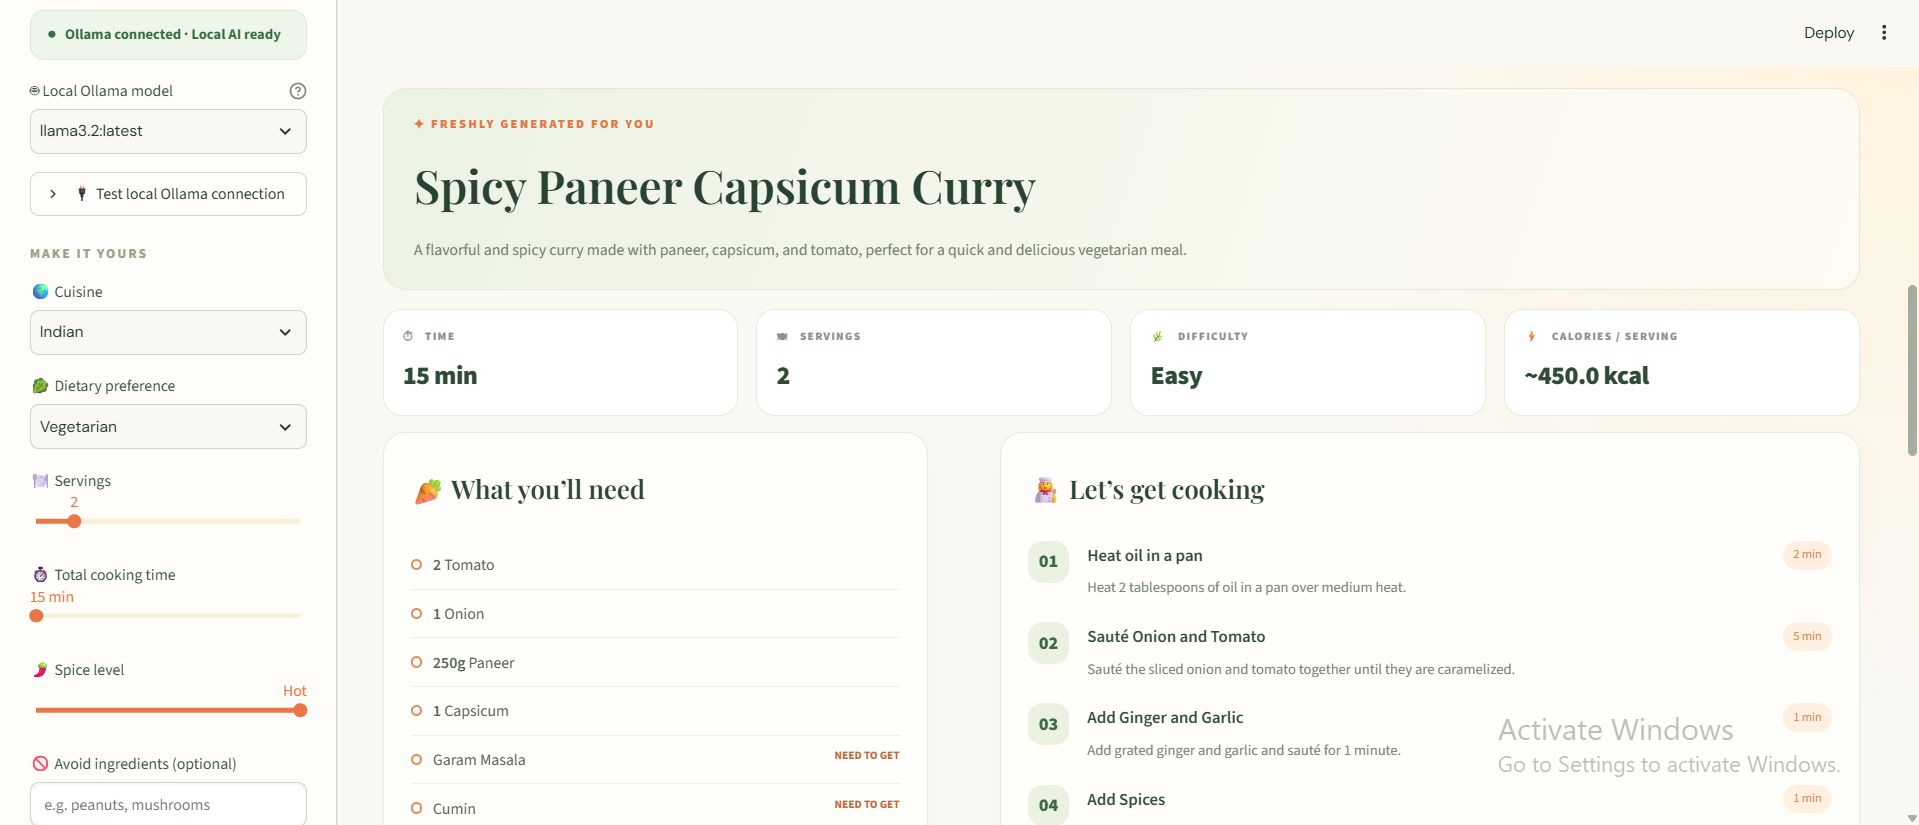 Ollama connected · Local AI ready
Local Ollama model
llama3.2:latest
Test local Ollama connection
MAKE IT YOURS
Cuisine
Indian
Dietary preference
Vegetarian
Servings
2
Total cooking time
15 min
Spice level
Hot
Avoid ingredients (optional)
e.g. peanuts, mushrooms
Deploy
✦ FRESHLY GENERATED FOR YOU
Spicy Paneer Capsicum Curry
A flavorful and spicy curry made with paneer, capsicum, and tomato, perfect for a quick and delicious vegetarian meal.
TIME
15 min
SERVINGS
2
DIFFICULTY
Easy
CALORIES / SERVING
~450.0 kcal
What you’ll need
2 Tomato
1 Onion
250g Paneer
1 Capsicum
Garam Masala NEED TO GET
Cumin NEED TO GET
Let’s get cooking
01 Heat oil in a pan 2 min
Heat 2 tablespoons of oil in a pan over medium heat.
02 Sauté Onion and Tomato 5 min
Sauté the sliced onion and tomato together until they are caramelized.
03 Add Ginger and Garlic 1 min
Add grated ginger and garlic and sauté for 1 minute.
04 Add Spices 1 min
Activate Windows
Go to Settings to activate Windows.